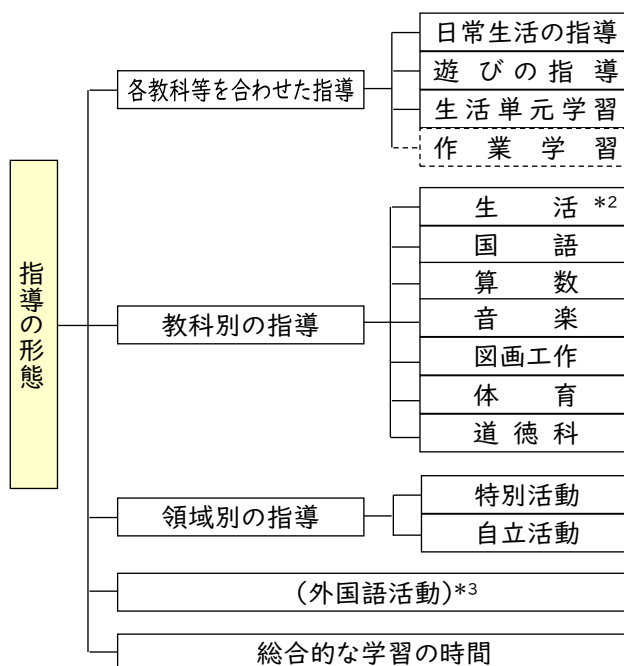 指導の形態
各教科等を合わせた指導
日常生活の指導
遊びの指導
生活単元学習
作業学習
教科別の指導
生活 *2
国語
算数
音楽
図画工作
体育
道徳科
領域別の指導
特別活動
自立活動
(外国語活動)*3
総合的な学習の時間